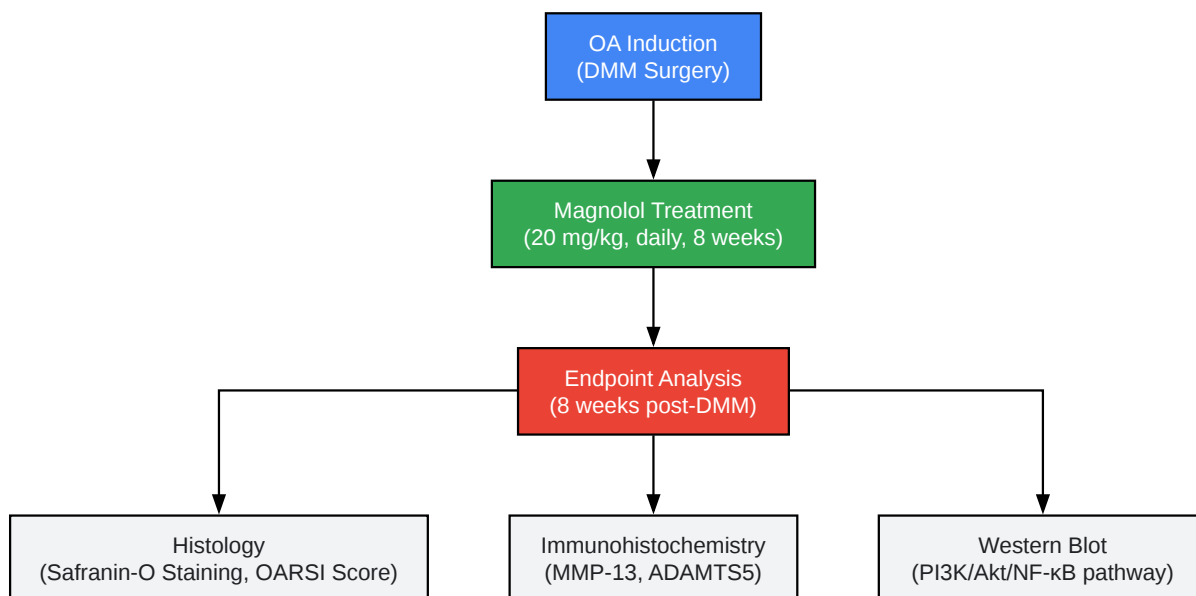 OA Induction
(DMM Surgery)
Magnolol Treatment
(20 mg/kg, daily, 8 weeks)
Endpoint Analysis
(8 weeks post-DMM)
Histology
(Safranin-O Staining, OARSI Score)
Immunohistochemistry
(MMP-13, ADAMTS5)
Western Blot
(PI3K/Akt/NF-κB pathway)